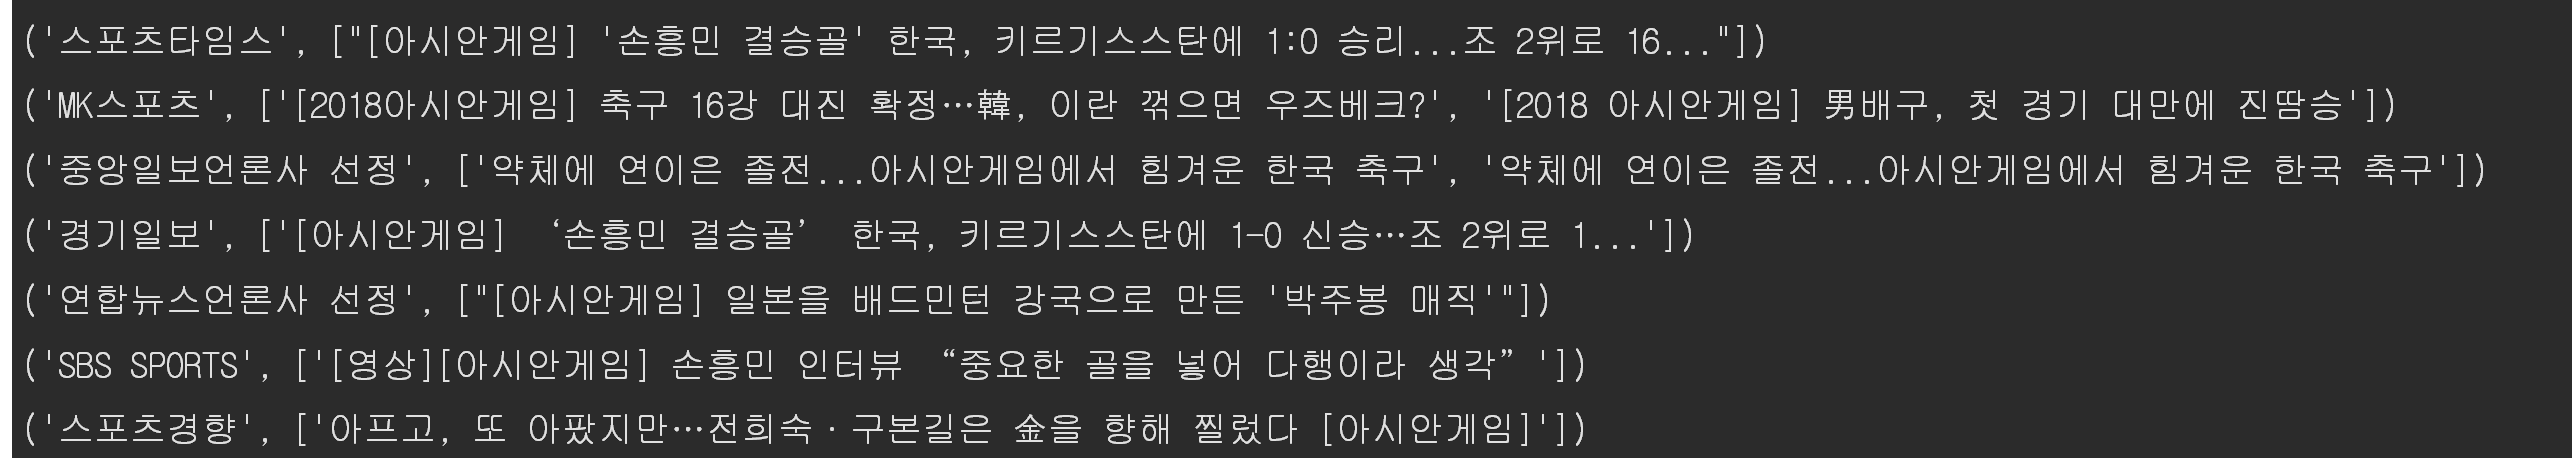 ('스포츠타임스', ["[아시안게임] '손흥민 결승골' 한국, 키르기스스탄에 1:0 승리...조 2위로 16..."])
('MK스포츠', ['[2018아시안게임] 축구 16강 대진 확정…韓, 이란 꺾으면 우즈베크?', '[2018 아시안게임] 男배구, 첫 경기 대만에 진땀승'])
('중앙일보언론사 선정', ['약체에 연이은 졸전...아시안게임에서 힘겨운 한국 축구', '약체에 연이은 졸전...아시안게임에서 힘겨운 한국 축구'])
('경기일보', ['[아시안게임] ‘손흥민 결승골’ 한국, 키르기스스탄에 1-0 신승…조 2위로 1...'])
('연합뉴스언론사 선정', ["[아시안게임] 일본을 배드민턴 강국으로 만든 '박주봉 매직'"])
('SBS SPORTS', ['[영상][아시안게임] 손흥민 인터뷰 “중요한 골을 넣어 다행이라 생각”'])
('스포츠경향', ['아프고, 또 아팠지만…전희숙·구본길은 金을 향해 찔렀다 [아시안게임]'])